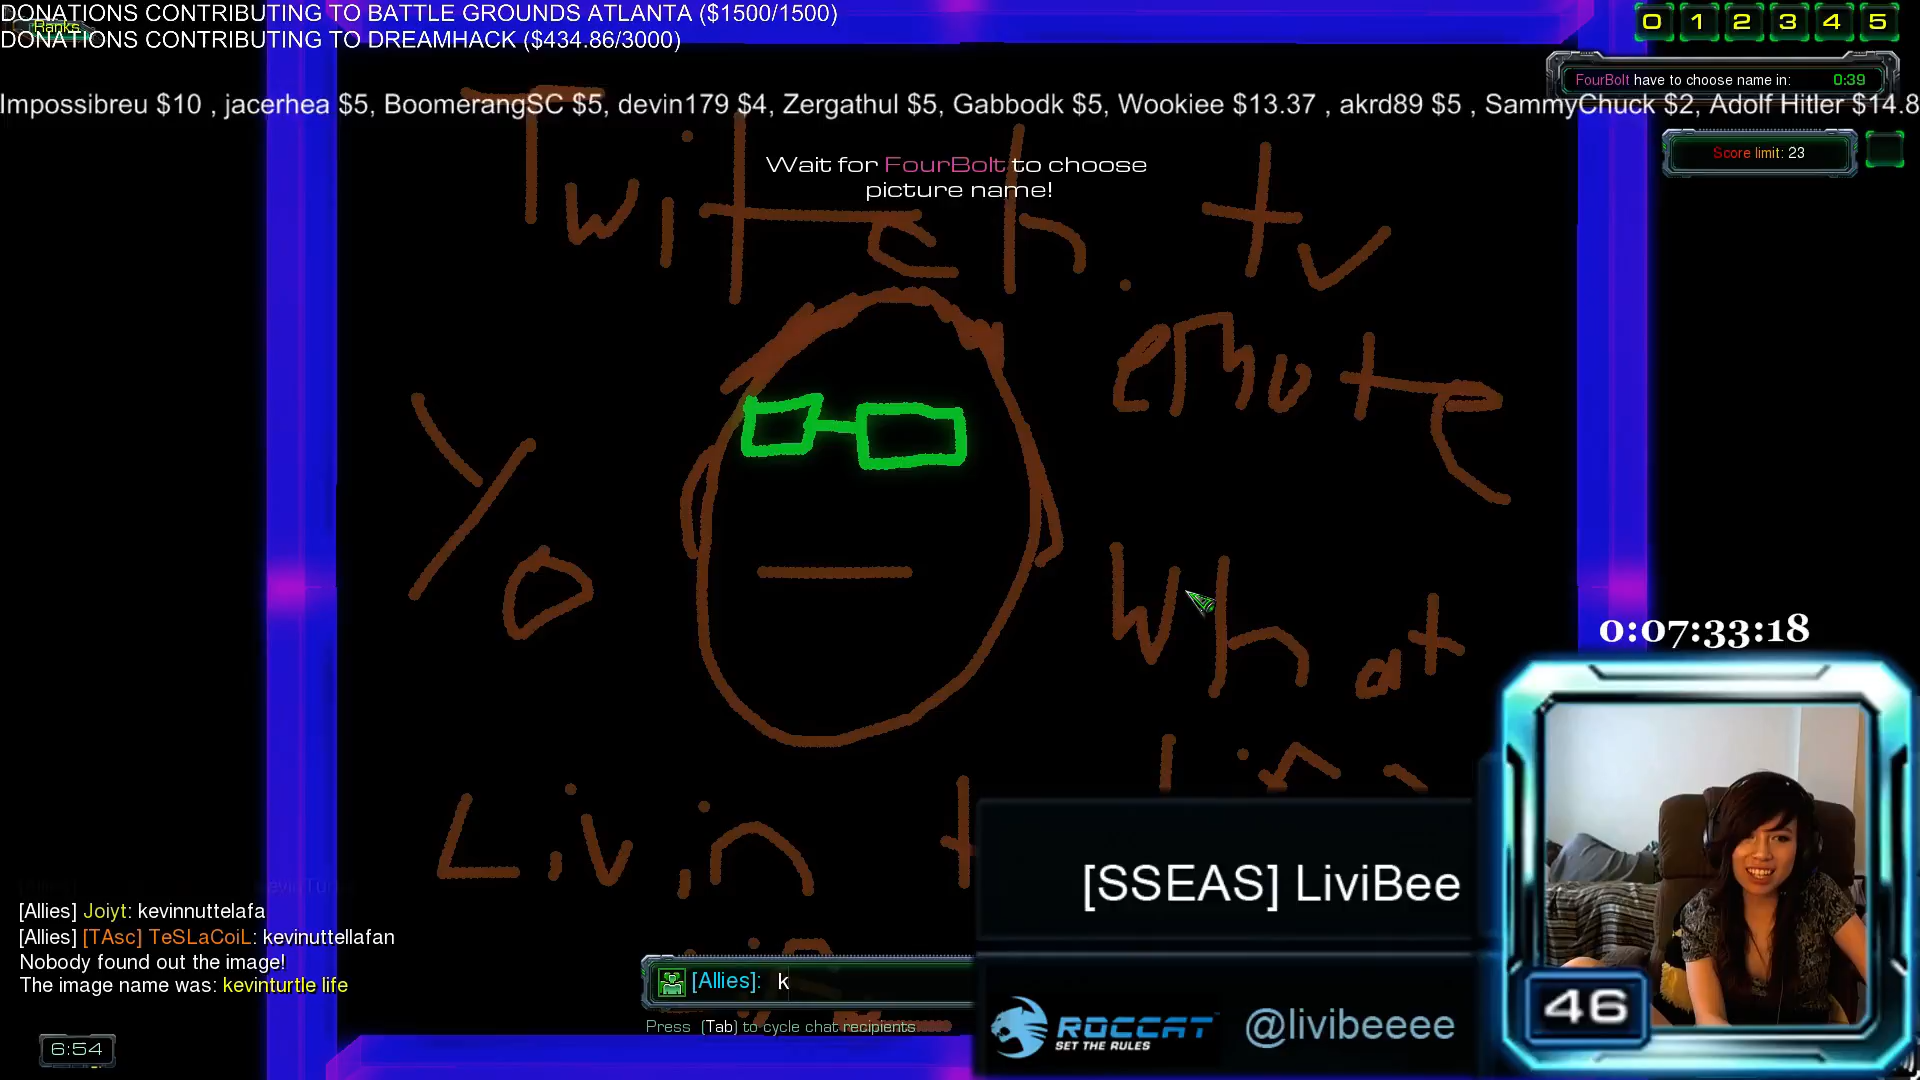 DONATIONS CONTRIBUTING TO BATTLE GROUNDS ATLANTA ($1500/1500)
Ranks
DONATIONS CONTRIBUTING TO DREAMHACK ($434.86/3000)
0 1 2 3 4 5
FourBolt have to choose name in: 0:39
Impossibreu $10 , jacerhea $5, BoomerangSC $5, devin179 $4, Zergathul $5, Gabbodk $5, Wookiee $13.37 , akrd89 $5 , SammyChuck $2, Adolf Hitler $14.8
Score limit: 23
Wait for FourBolt to choose
picture name!
Twitch.tv
emote
Yo
What
0:07:33:18
Livin
[SSEAS] LiviBee
[Allies] Joiyt: kevinnuttelafa
[Allies] [TAsc] TeSLaCoiL: kevinuttellafan
Nobody found out the image!
The image name was: kevinturtle life
[Allies]: k
Press (Tab) to cycle chat recipients
ROCCAT
SET THE RULES
@livibeeee
46
6:54